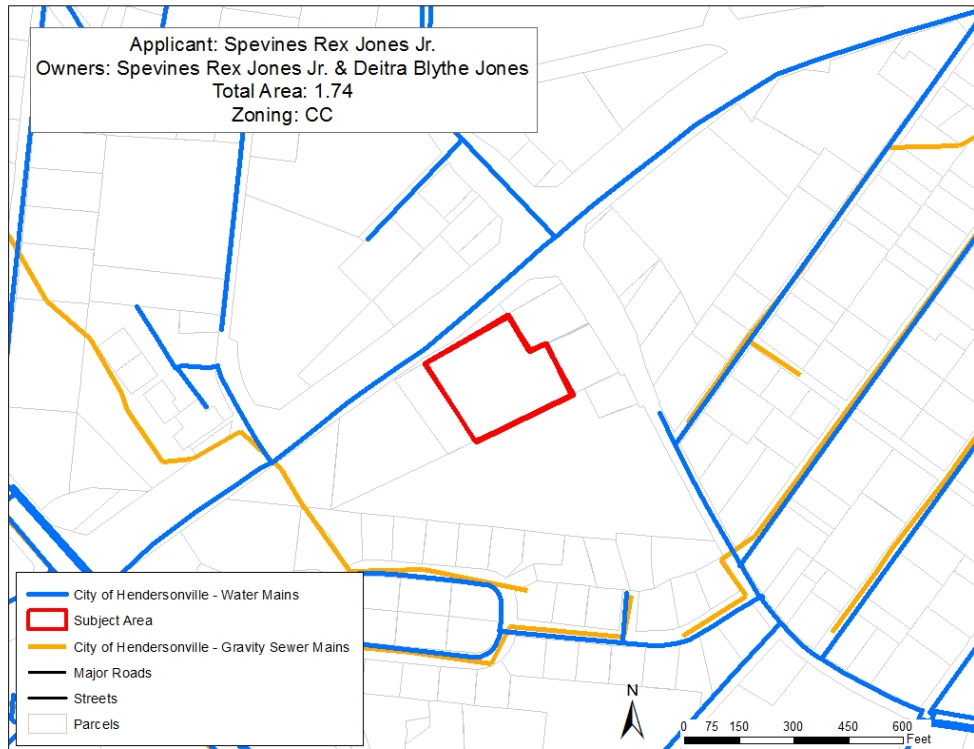 Applicant: Spevines Rex Jones Jr.
Owners: Spevines Rex Jones Jr. & Deitra Blythe Jones
Total Area: 1.74
Zoning: CC
City of Hendersonville - Water Mains
Subject Area
City of Hendersonville - Gravity Sewer Mains
Major Roads
Streets
Parcels
N
0 75 150 300 450 600
Feet